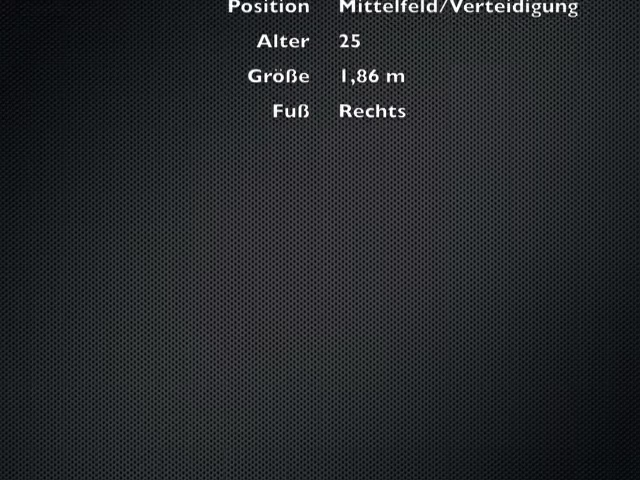 Position Mittelfeld/Verteidigung
Alter 25
Größe 1,86 m
Fuß Rechts